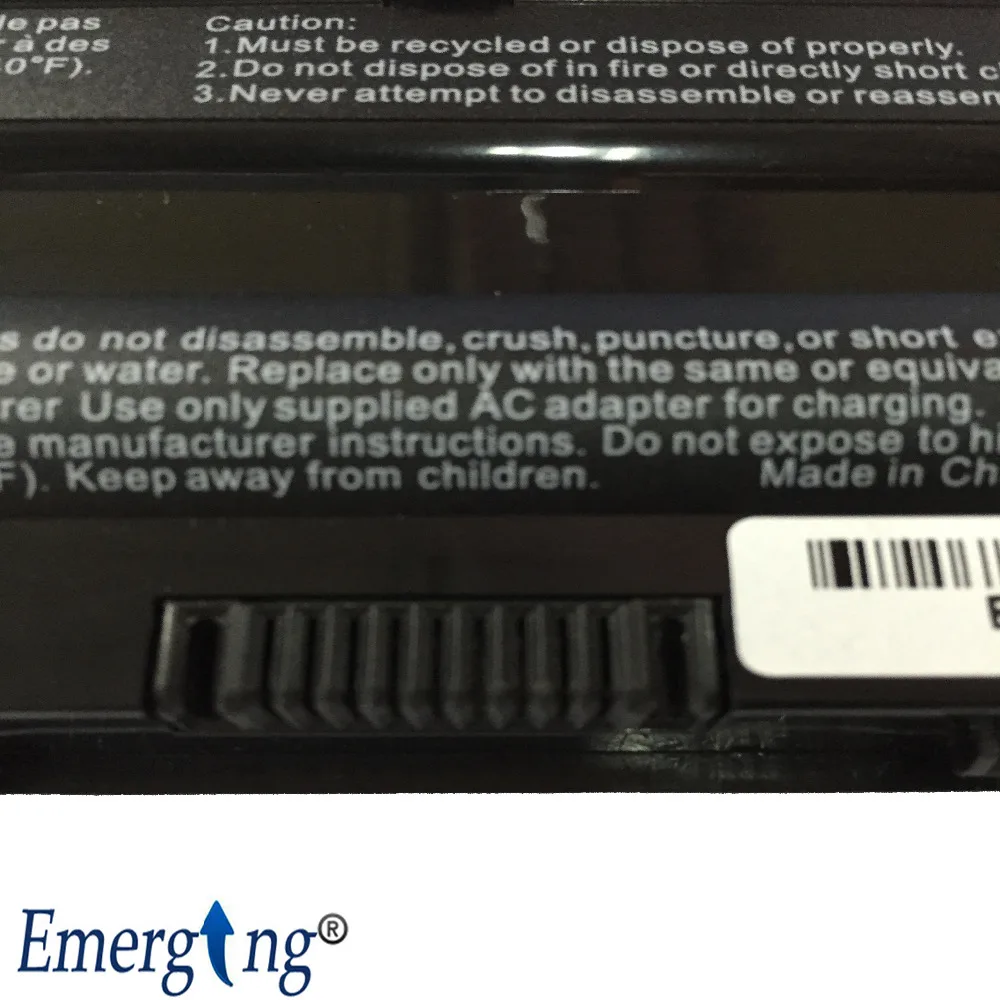 le pas
à des
0°F).
Caution:
1.Must be recycled or dispose of properly.
2.Do not dispose of in fire or directly short
3.Never attempt to disassemble or reassem
s do not disassemble,crush,puncture,or short
e or water. Replace only with the same or equiva
rer Use only supplied AC adapter for charging.
e manufacturer instructions. Do not expose to hi
F). Keep away from children.
Made in Ch
Emerging®